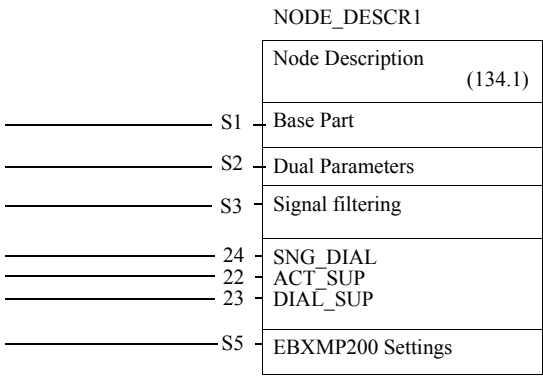 NODE_DESCR1
Node Description
(134.1)
S1 Base Part
S2 Dual Parameters
S3 Signal filtering
24 SNG_DIAL
22 ACT_SUP
23 DIAL_SUP
S5 EBXMP200 Settings